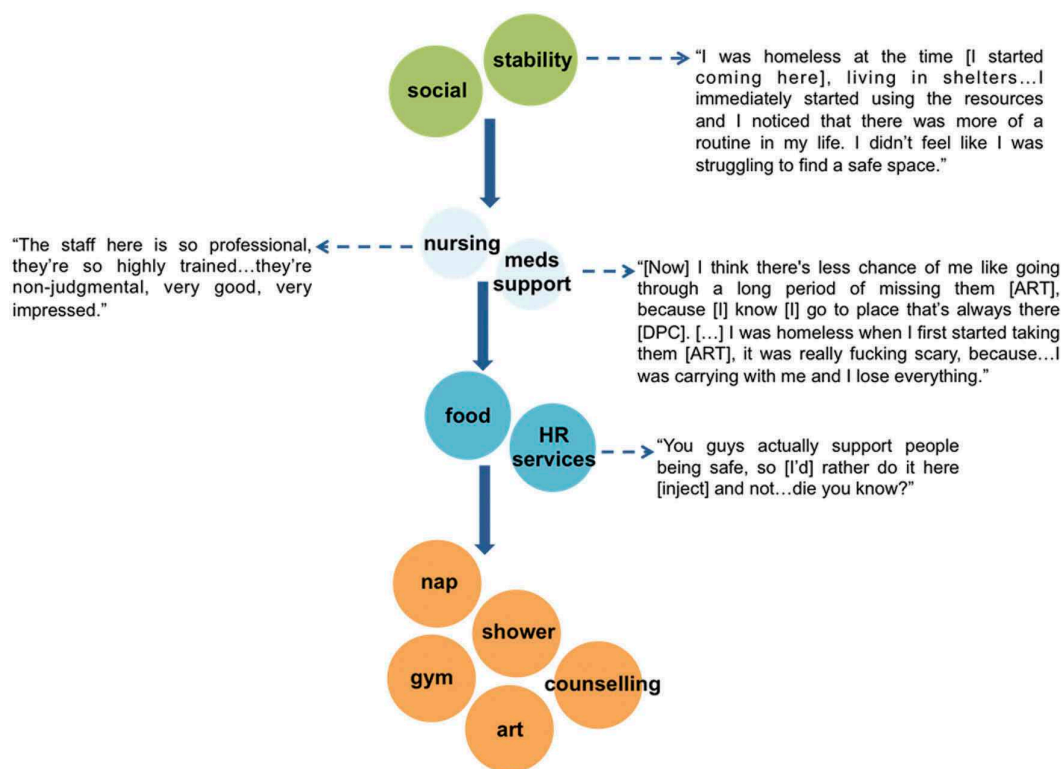 stability
social
“I was homeless at the time [I started
coming here], living in shelters…I
immediately started using the resources
and I noticed that there was more of a
routine in my life. I didn’t feel like I was
struggling to find a safe space.”
nursing
meds
support
“The staff here is so professional,
they’re so highly trained…they’re
non-judgmental, very good, very
impressed.”
“[Now] I think there's less chance of me like going
through a long period of missing them [ART],
because [I] know [I] go to place that’s always there
[DPC]. […] I was homeless when I first started taking
them [ART], it was really fucking scary, because…I
was carrying with me and I lose everything.”
food
HR
services
“You guys actually support people
being safe, so [I’d] rather do it here
[inject] and not…die you know?”
nap
shower
gym
counselling
art